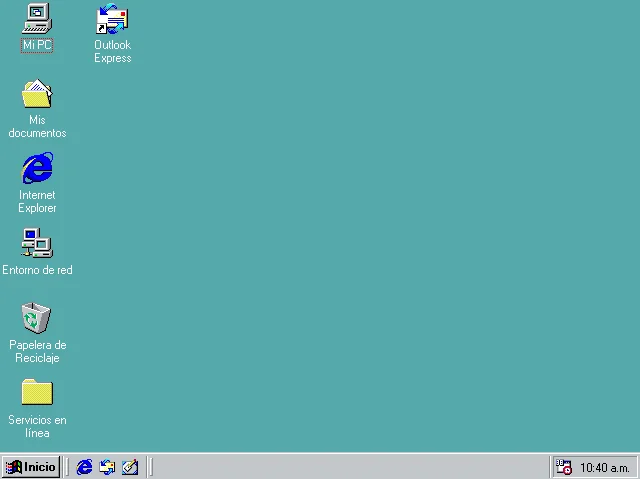 Mi PC
Outlook
Express
Mis
documentos
Internet
Explorer
Entorno de red
Papelera de
Reciclaje
Servicios en
línea
Inicio
10:40 a.m.